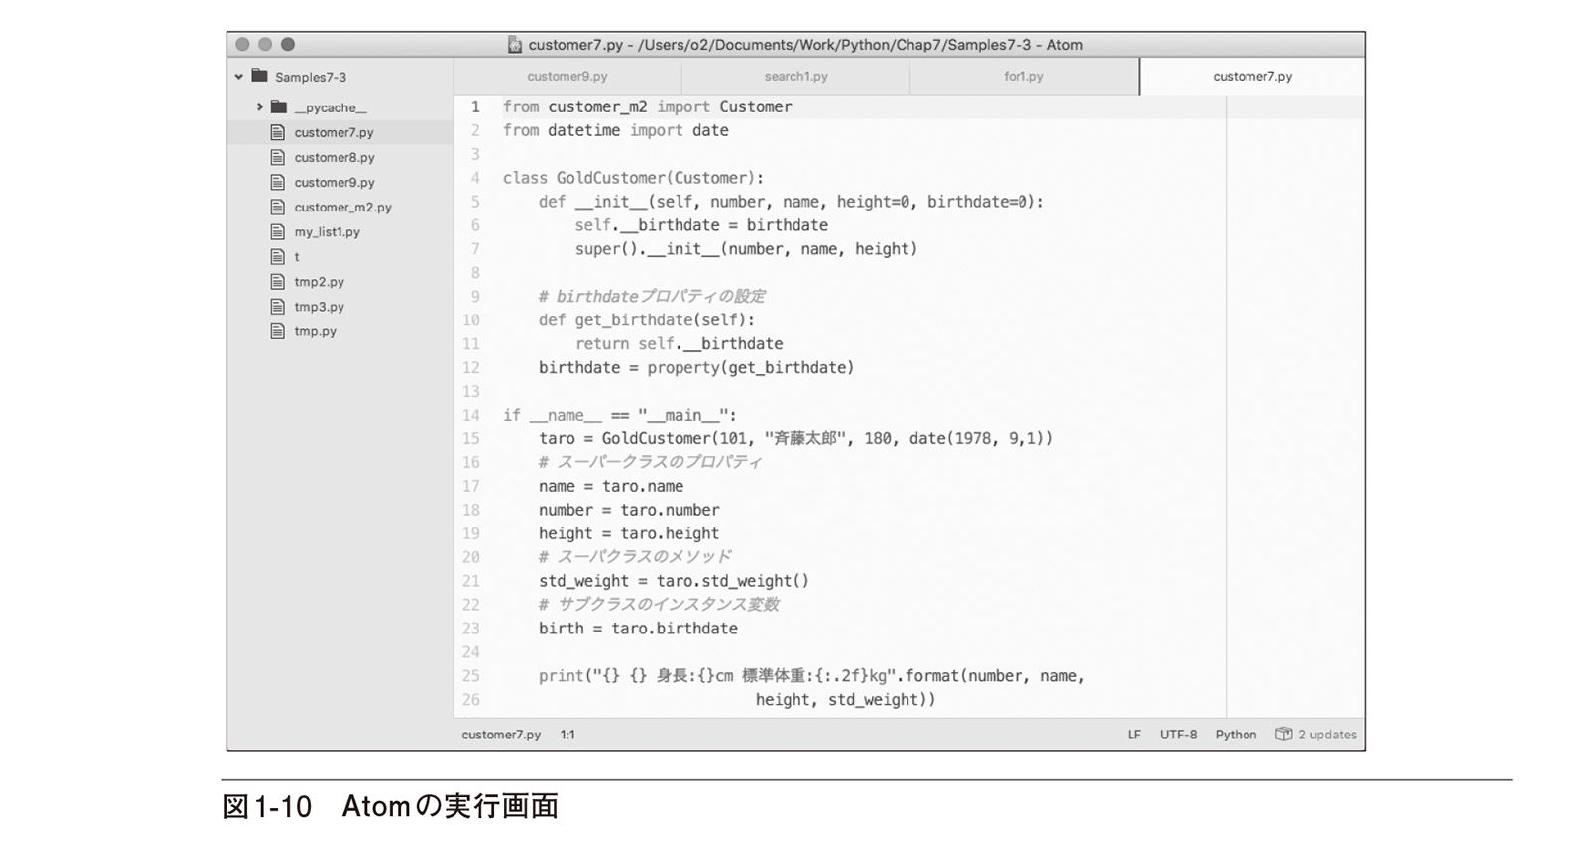 customer7.py - /Users/o2/Documents/Work/Python/Chap7/Samples7-3 - Atom
Samples7-3
__pycache__
customer7.py
customer8.py
customer9.py
customer_m2.py
my_list1.py
t
tmp2.py
tmp3.py
tmp.py
customer9.py search1.py for1.py customer7.py
1 from customer_m2 import Customer
2 from datetime import date
3
4 class GoldCustomer(Customer):
5     def __init__(self, number, name, height=0, birthdate=0):
6         self.__birthdate = birthdate
7         super().__init__(number, name, height)
8
9     # birthdateプロパティの設定
10     def get_birthdate(self):
11         return self.__birthdate
12     birthdate = property(get_birthdate)
13
14 if __name__ == "__main__":
15     taro = GoldCustomer(101, "斉藤太郎", 180, date(1978, 9,1))
16     # スーパークラスのプロパティ
17     name = taro.name
18     number = taro.number
19     height = taro.height
20     # スーパクラスのメソッド
21     std_weight = taro.std_weight()
22     # サブクラスのインスタンス変数
23     birth = taro.birthdate
24
25     print("{} {} 身長:{}cm 標準体重:{:.2f}kg".format(number, name,
26                             height, std_weight))
customer7.py 1:1 LF UTF-8 Python 2 updates
図1-10 Atomの実行画面